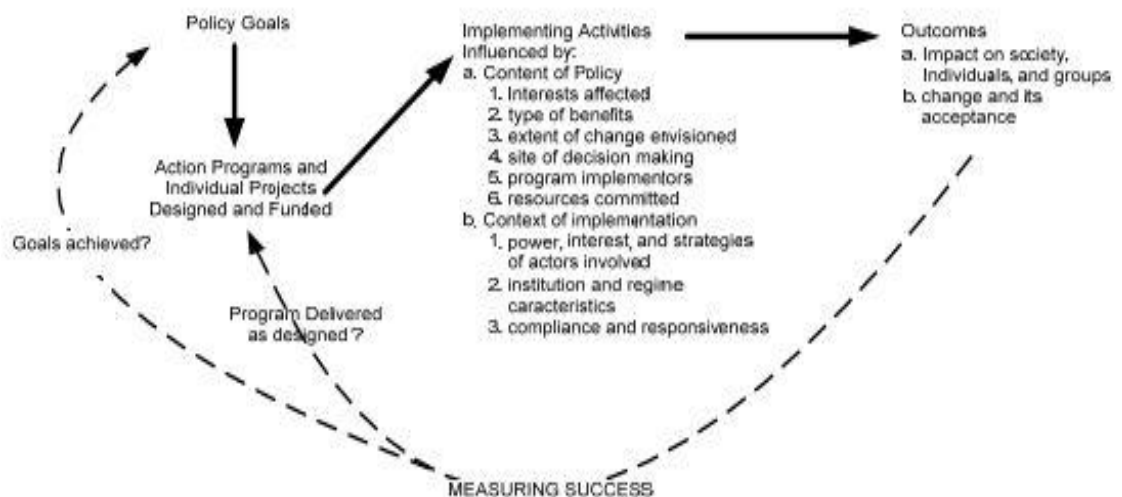 Policy Goals
Action Programs and
Individual Projects
Designed and Funded
Goals achieved?
Program Delivered
as designed ?
Implementing Activities
Influenced by:
a. Content of Policy
1. Interests affected
2. type of benefits
3. extent of change envisioned
4. site of decision making
5. program implementors
6. resources committed
b. Context of implementation
1. power, interest, and strategies
of actors involved
2. institution and regime
caracteristics
3. compliance and responsiveness
Outcomes
a. Impact on society,
Individuals, and groups
b. change and its
acceptance
MEASURING SUCCESS